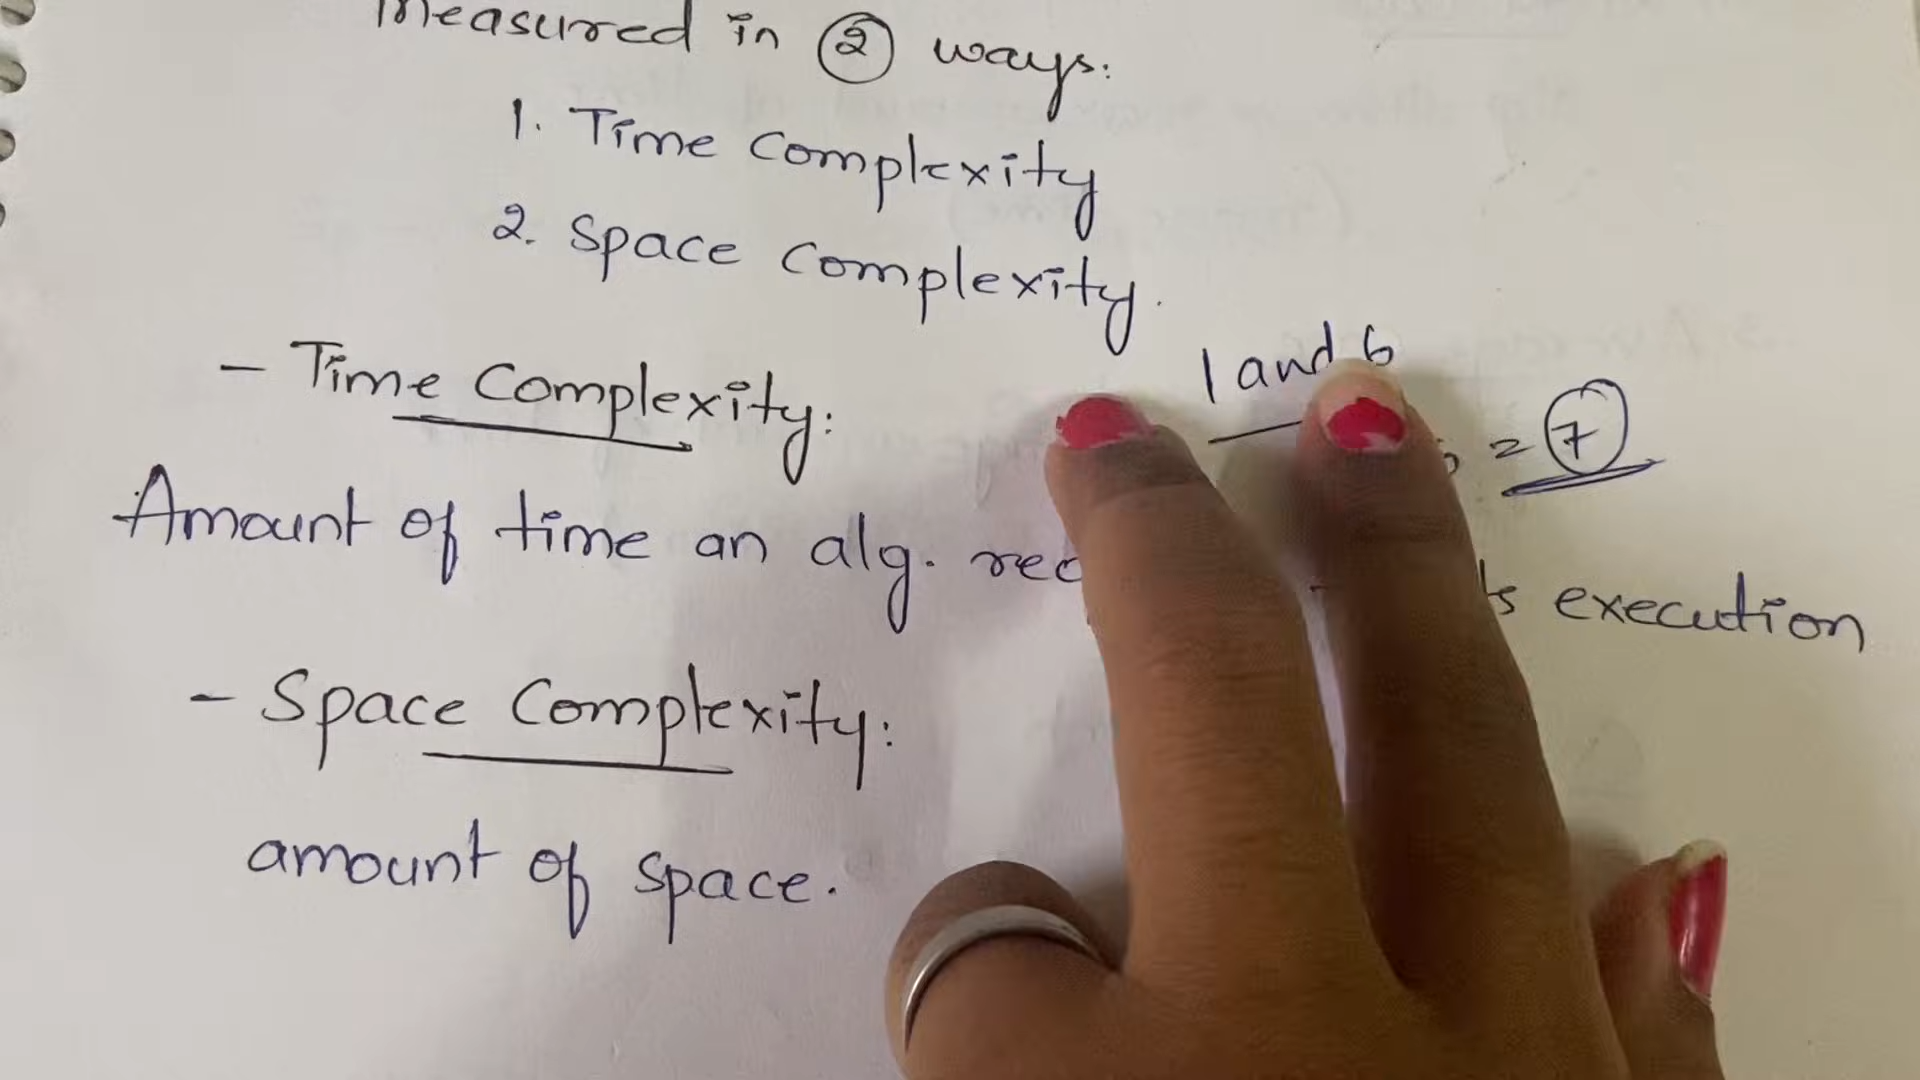 Measured in 2 ways:
1. Time Complexity
2. Space Complexity.
- Time Complexity:
1 and 6
= 7
Amount of time an alg. execution
- Space Complexity:
amount of space.